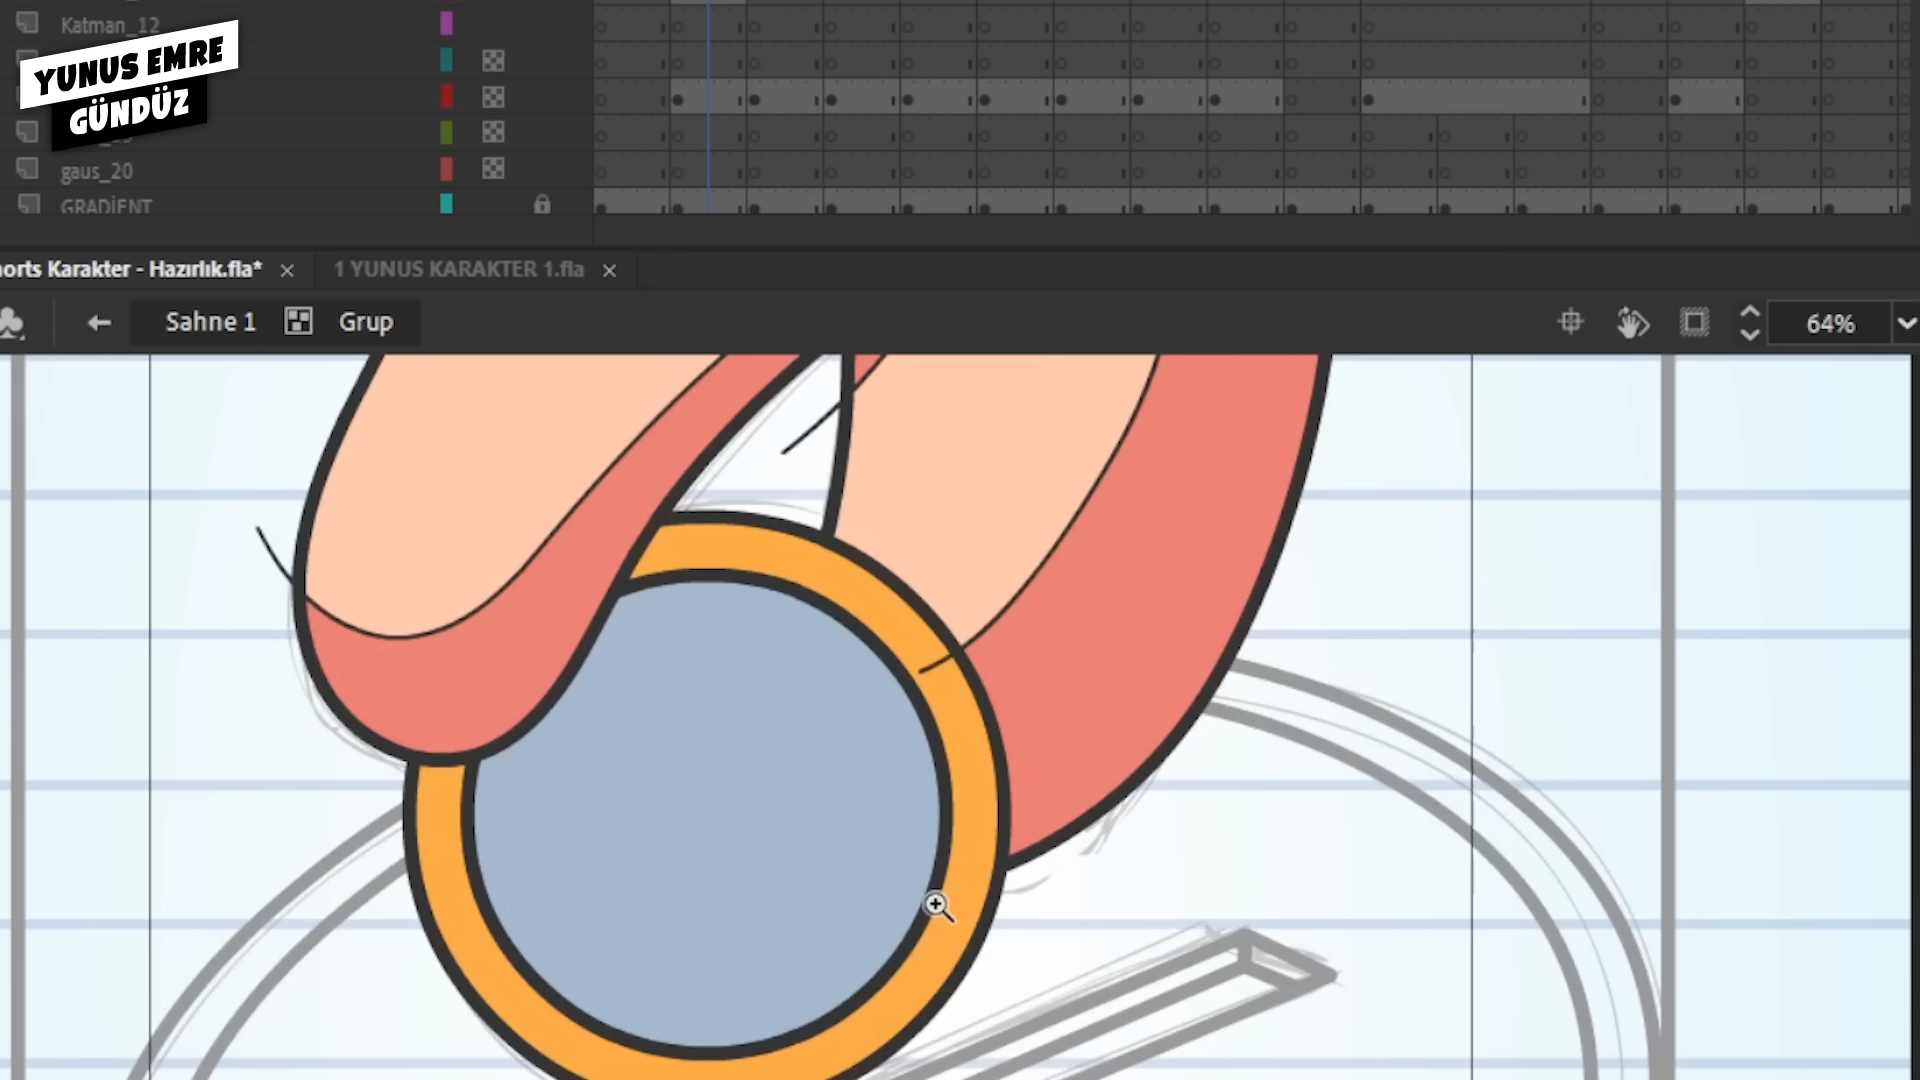 Katman_12
YUNUS EMRE
GÜNDÜZ
gaus_20
GRADİENT
orts Karakter - Hazırlık.fla*
1 YUNUS KARAKTER 1.fla
Sahne 1
Grup
64%